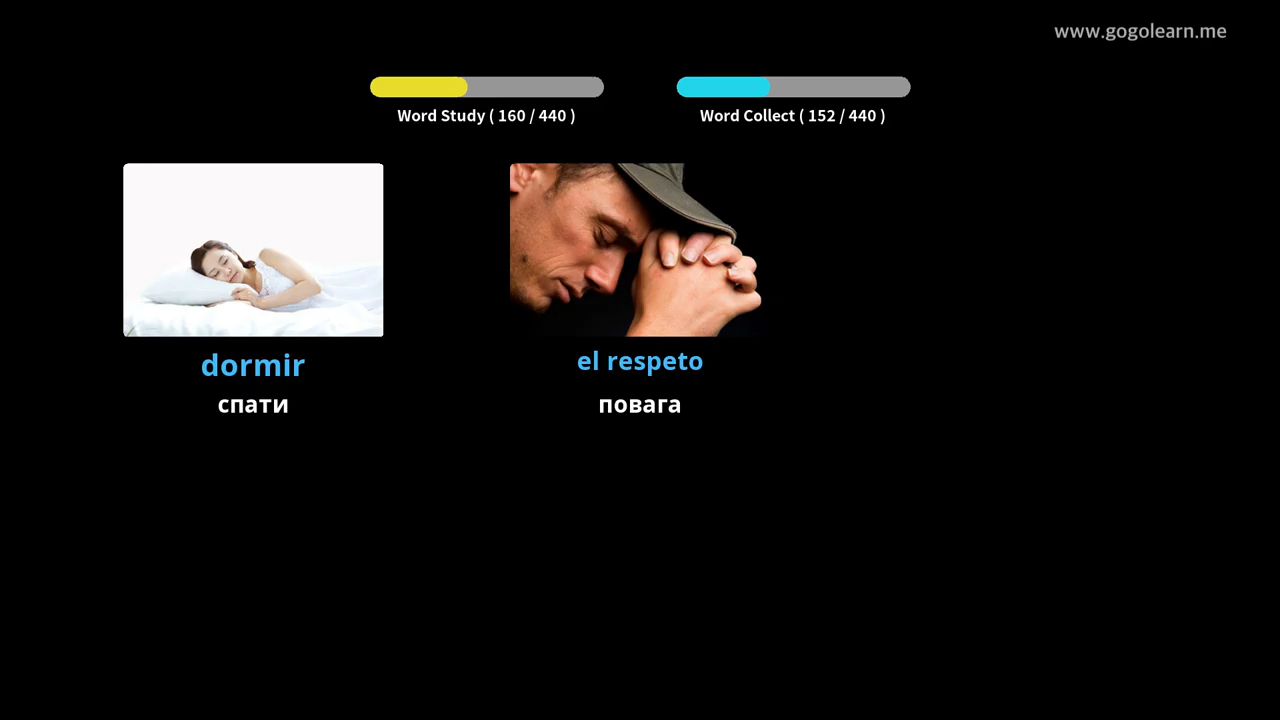 www.gogolearn.me
Word Study ( 160 / 440 )
Word Collect ( 152 / 440 )
dormir
спати
el respeto
повага